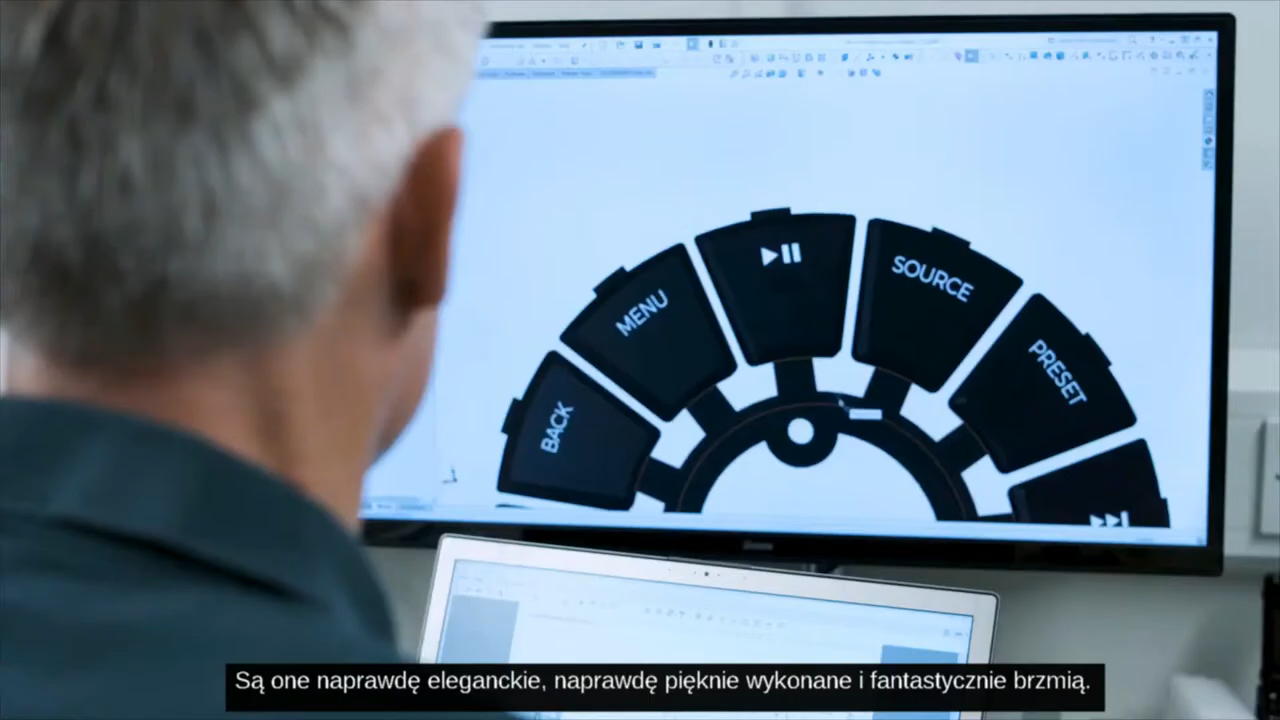 BACK
MENU
SOURCE
PRESET
Są one naprawdę eleganckie, naprawdę pięknie wykonane i fantastycznie brzmią.